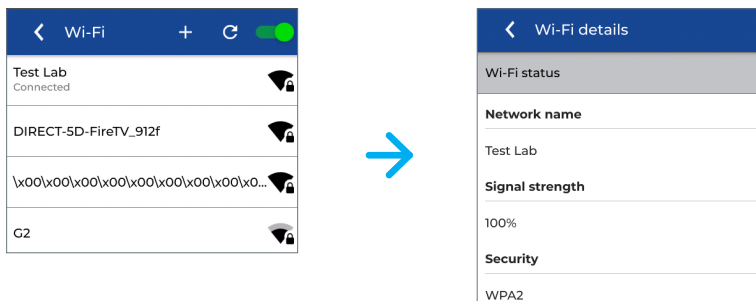 Wi-Fi
Test Lab
Connected
DIRECT-5D-FireTV_912f
\x00\x00\x00\x00\x00\x00\x00\x00\x0...
G2
Wi-Fi details
Wi-Fi status
Network name
Test Lab
Signal strength
100%
Security
WPA2